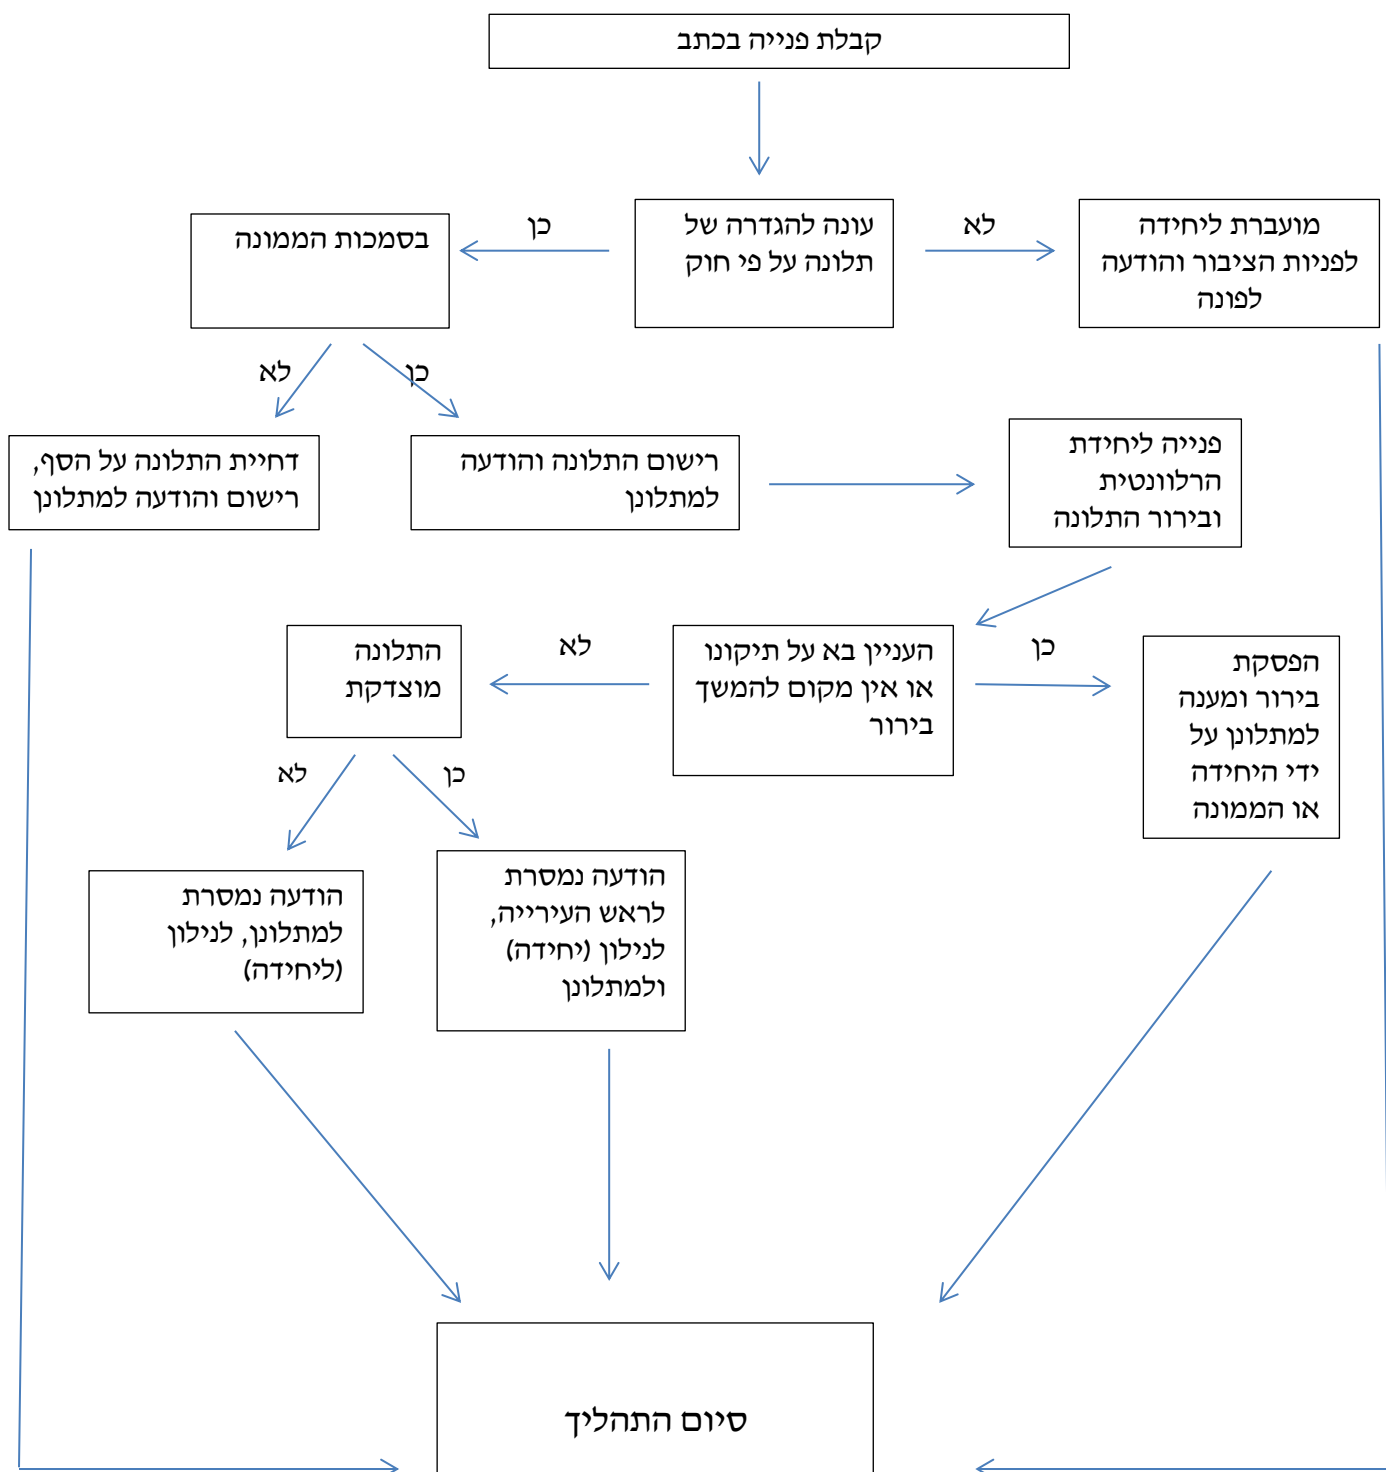 קבלת פנייה בכתב
מועברת ליחידה
לפניות הציבור והודעה
לפונה
לא
עונה להגדרה של
תלונה על פי חוק
כן
בסמכות הממונה
כן
לא
פנייה ליחידת
הרלוונטית
ובירור התלונה
רישום התלונה והודעה
למתלונן
דחיית התלונה על הסף,
רישום והודעה למתלונן
הפסקת
בירור ומענה
למתלונן על
ידי היחידה
או הממונה
כן
העניין בא על תיקונו
או אין מקום להמשך
בירור
לא
התלונה
מוצדקת
כן
לא
הודעה נמסרת
לראש העירייה,
לנילון (יחידה)
ולמתלונן
הודעה נמסרת
למתלונן, לנילון
(ליחידה)
סיום התהליך